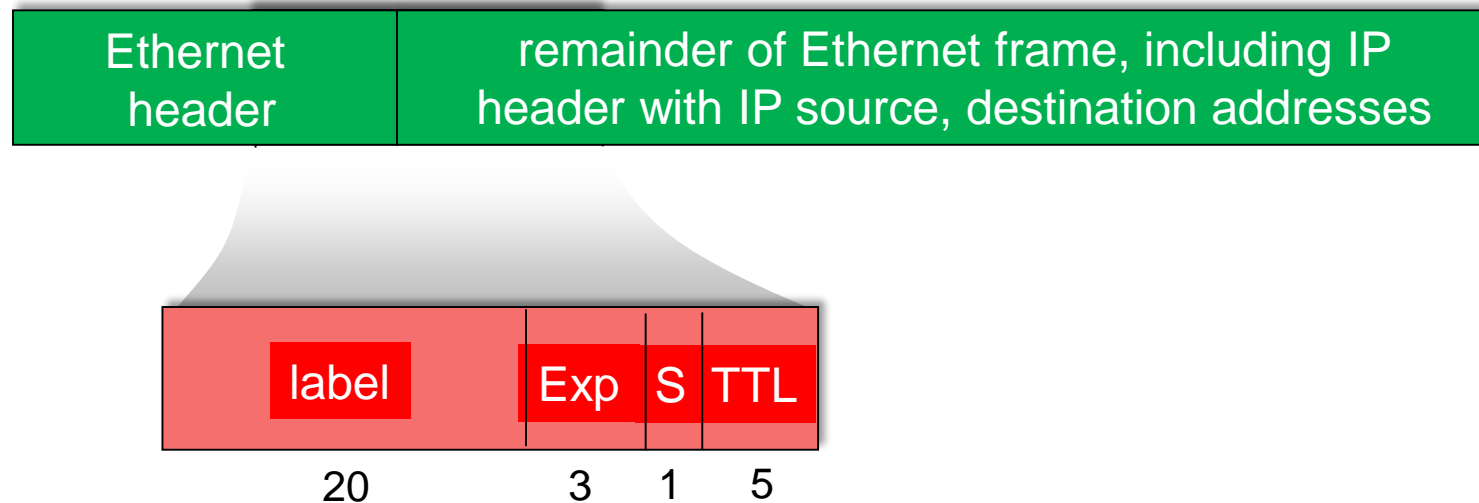 Ethernet
header
remainder of Ethernet frame, including IP
header with IP source, destination addresses
label Exp S TTL
20 3 1 5